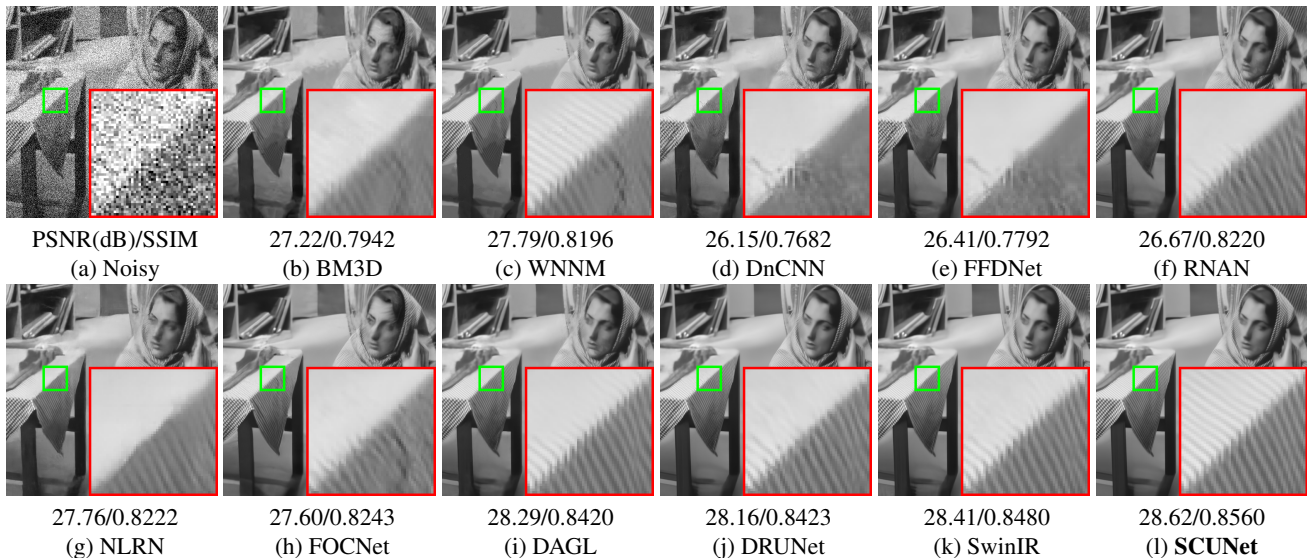 PSNR(dB)/SSIM 27.22/0.7942 27.79/0.8196 26.15/0.7682 26.41/0.7792 26.67/0.8220
(a) Noisy (b) BM3D (c) WNNM (d) DnCNN (e) FFDNet (f) RNAN
27.76/0.8222 27.60/0.8243 28.29/0.8420 28.16/0.8423 28.41/0.8480 28.62/0.8560
(g) NLRN (h) FOCNet (i) DAGL (j) DRUNet (k) SwinIR (l) SCUNet